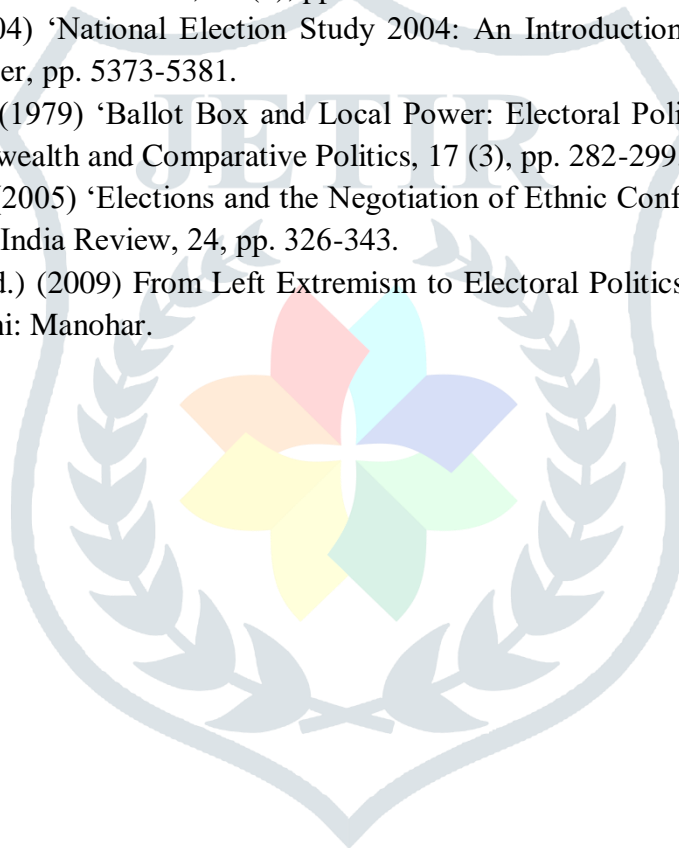 04) ‘National Election Study 2004: An Introduction
er, pp. 5373-5381.
(1979) ‘Ballot Box and Local Power: Electoral Poli
wealth and Comparative Politics, 17 (3), pp. 282-299
(2005) ‘Elections and the Negotiation of Ethnic Conf
India Review, 24, pp. 326-343.
d.) (2009) From Left Extremism to Electoral Politics
ni: Manohar.
JETIR